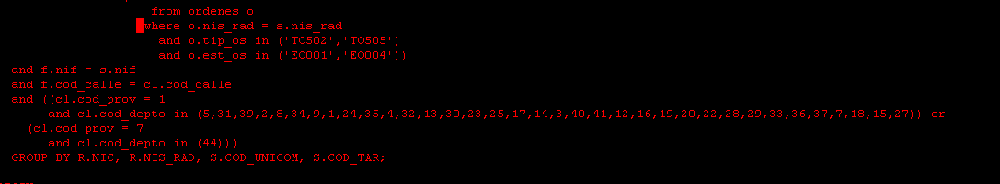 from ordenes o
where o.nis_rad = s.nis_rad
and o.tip_os in ('TO502','TO505')
and o.est_os in ('EO001','EO004'))
and f.nif = s.nif
and f.cod_calle = cl.cod_calle
and ((cl.cod_prov = 1
and cl.cod_depto in (5,31,39,2,8,34,9,1,24,35,4,32,13,30,23,25,17,14,3,40,41,12,16,19,20,22,28,29,33,36,37,7,18,15,27)) or
(cl.cod_prov = 7
and cl.cod_depto in (44)))
GROUP BY R.NIC, R.NIS_RAD, S.COD_UNICOM, S.COD_TAR;